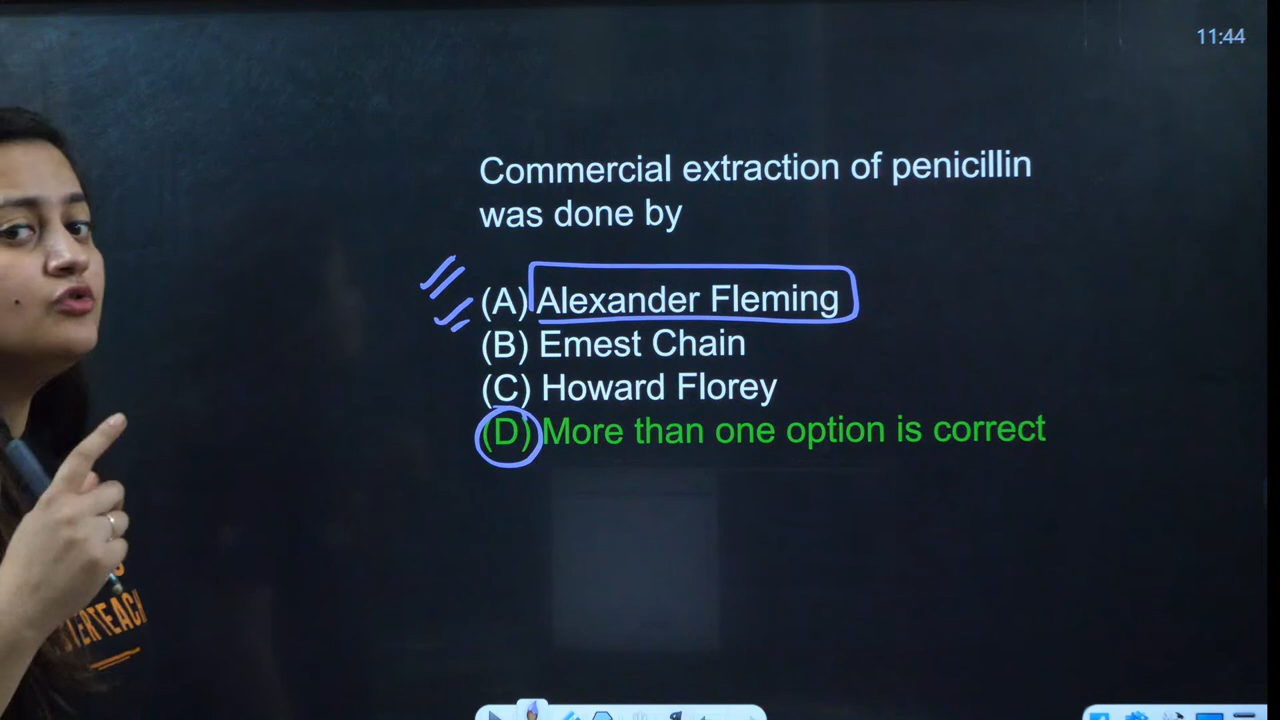 11:44
Commercial extraction of penicillin
was done by
(A) Alexander Fleming
(B) Emest Chain
(C) Howard Florey
(D) More than one option is correct